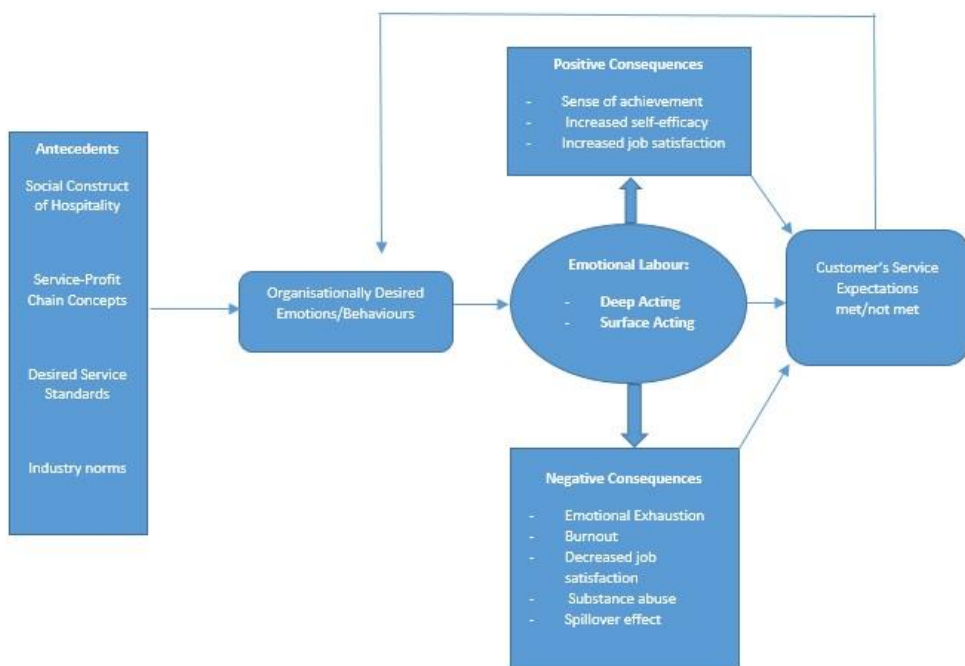 Antecedents
Social Construct
of Hospitality
Service-Profit
Chain Concepts
Desired Service
Standards
Industry norms
Organisationally Desired
Emotions/Behaviours
Positive Consequences
- Sense of achievement
- Increased self-efficacy
- Increased job satisfaction
Emotional Labour:
- Deep Acting
- Surface Acting
Negative Consequences
- Emotional Exhaustion
- Burnout
- Decreased job
satisfaction
- Substance abuse
- Spillover effect
Customer's Service
Expectations
met/not met